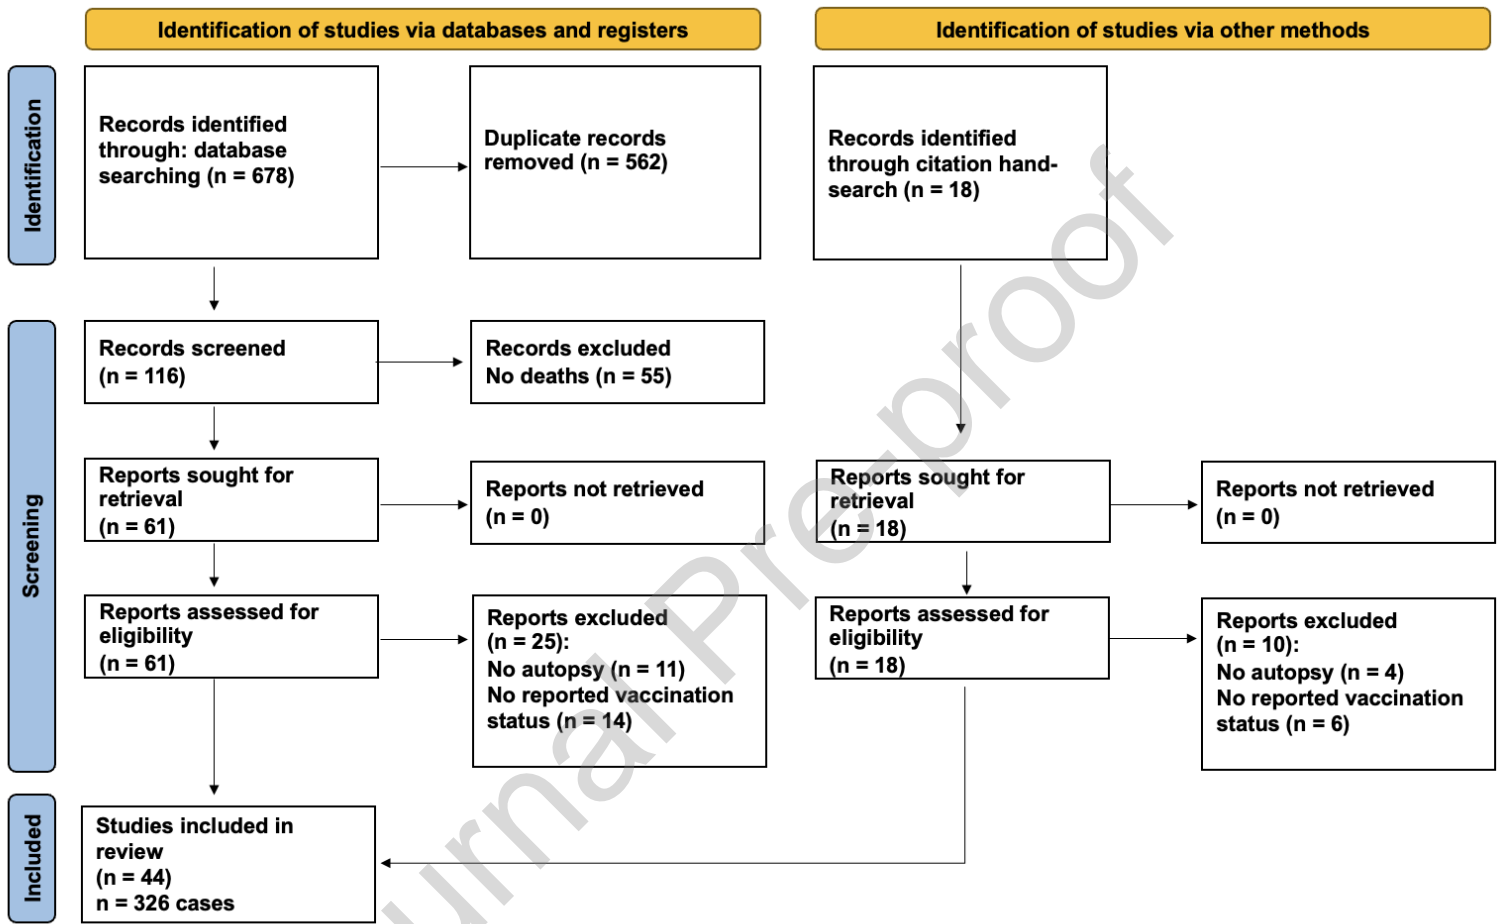 Identification of studies via databases and registers
Identification of studies via other methods
Identification
Records identified
through: database
searching (n = 678)
Duplicate records
removed (n = 562)
Records identified
through citation hand-
search (n = 18)
Screening
Records screened
(n = 116)
Records excluded
No deaths (n = 55)
Reports sought for
retrieval
(n = 61)
Reports not retrieved
(n = 0)
Reports sought for
retrieval
(n = 18)
Reports not retrieved
(n = 0)
Reports assessed for
eligibility
(n = 61)
Reports excluded
(n = 25):
No autopsy (n = 11)
No reported vaccination
status (n = 14)
Reports assessed for
eligibility
(n = 18)
Reports excluded
(n = 10):
No autopsy (n = 4)
No reported vaccination
status (n = 6)
Included
Studies included in
review
(n = 44)
n = 326 cases
urnal Pre-proof